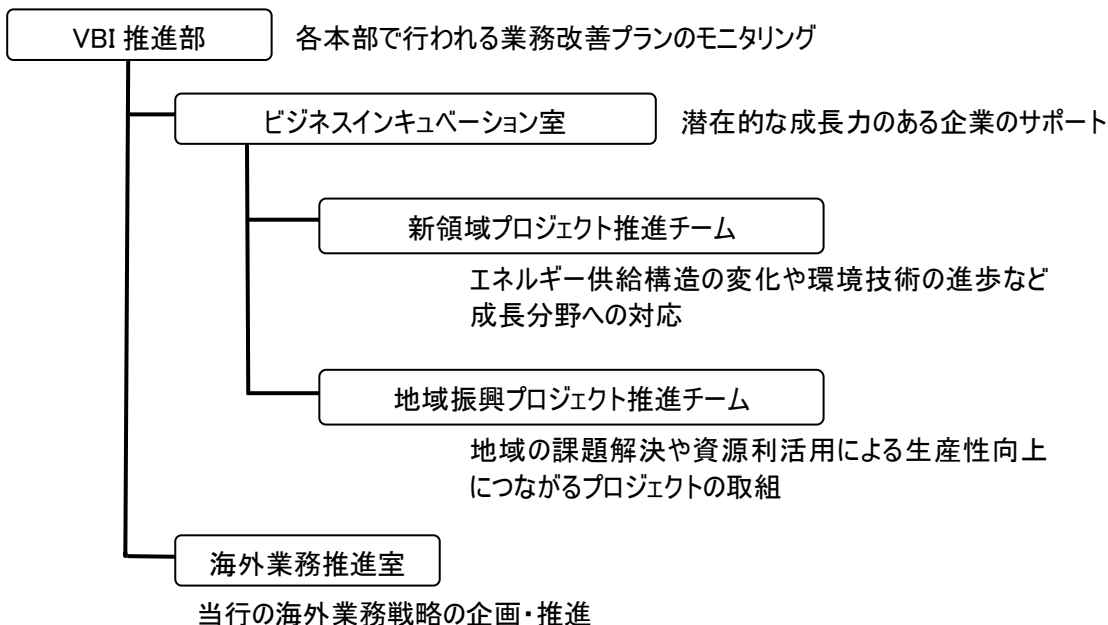 VBI 推進部
各本部で行われる業務改善プランのモニタリング
ビジネスインキュベーション室
潜在的な成長力のある企業のサポート
新領域プロジェクト推進チーム
エネルギー供給構造の変化や環境技術の進歩など
成長分野への対応
地域振興プロジェクト推進チーム
地域の課題解決や資源利活用による生産性向上
につながるプロジェクトの取組
海外業務推進室
当行の海外業務戦略の企画・推進